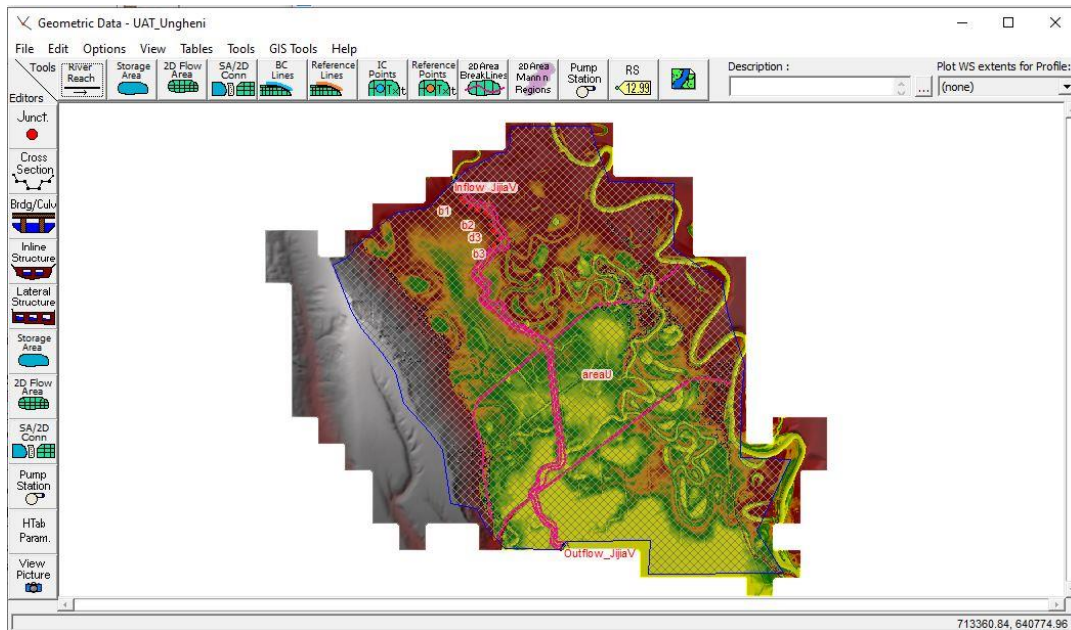 Geometric Data - UAT_Ungheni
File Edit Options View Tables Tools GIS Tools Help
Tools
Editors
River
Reach
Storage
Area
2D Flow
Area
SA/2D
Conn
BC
Lines
Reference
Lines
IC
Points
Reference
Points
2D Area
BreakLines
2D Area
Mann n
Regions
Pump
Station
RS
12.99
Description :
...
Plot WS extents for Profile:
(none)
Junct.
Cross
Section
Brdg/Culv
Inline
Structure
Lateral
Structure
Storage
Area
2D Flow
Area
SA/2D
Conn
Pump
Station
HTab
Param.
View
Picture
Inflow_JijiaV
b1
b2
d3
b3
areaU
Outflow_JijiaV
713360.84, 640774.96